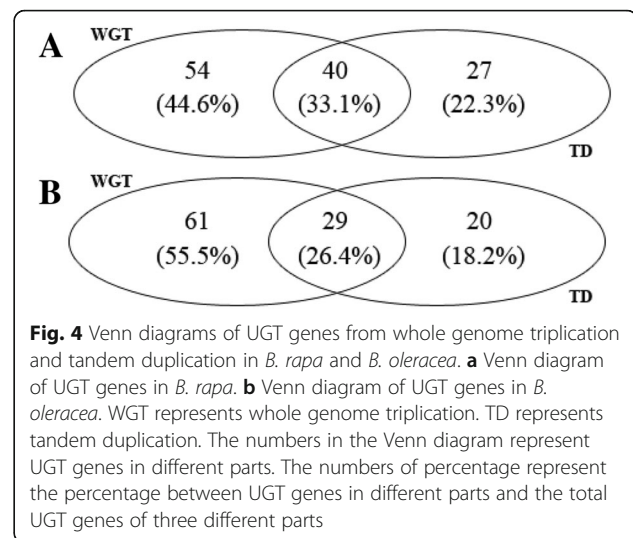 A WGT
54 40 27
(44.6%) (33.1%) (22.3%)
TD
B WGT
61 29 20
(55.5%) (26.4%) (18.2%)
TD
Fig. 4 Venn diagrams of UGT genes from whole genome triplication
and tandem duplication in B. rapa and B. oleracea. a Venn diagram
of UGT genes in B. rapa. b Venn diagram of UGT genes in B.
oleracea. WGT represents whole genome triplication. TD represents
tandem duplication. The numbers in the Venn diagram represent
UGT genes in different parts. The numbers of percentage represent
the percentage between UGT genes in different parts and the total
UGT genes of three different parts